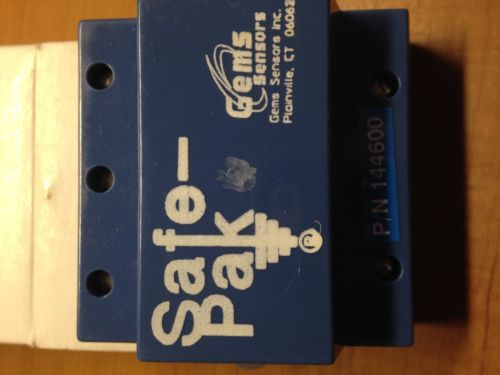 Gems
Sensors
Gems Sensors Inc.
Plainville, CT 06062
Safe-
Pak
R
P/N 144600